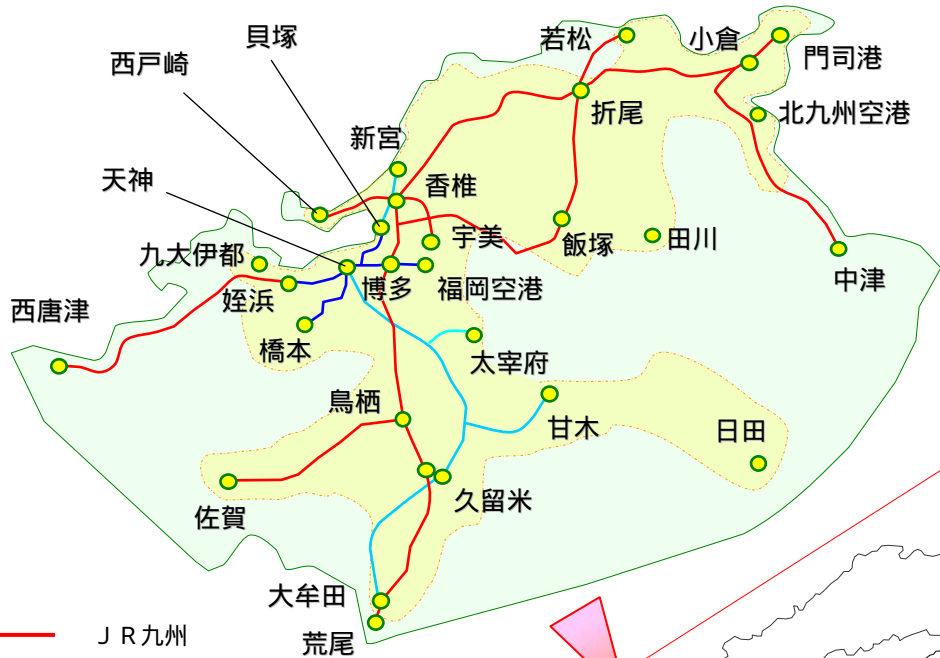 若松
小倉
貝塚
門司港
西戸崎
折尾
北九州空港
新宮
天神
香椎
宇美
飯塚
田川
九大伊都
中津
姪浜
博多
福岡空港
西唐津
橋本
太宰府
鳥栖
甘木
日田
久留米
佐賀
大牟田
荒尾
ＪＲ九州